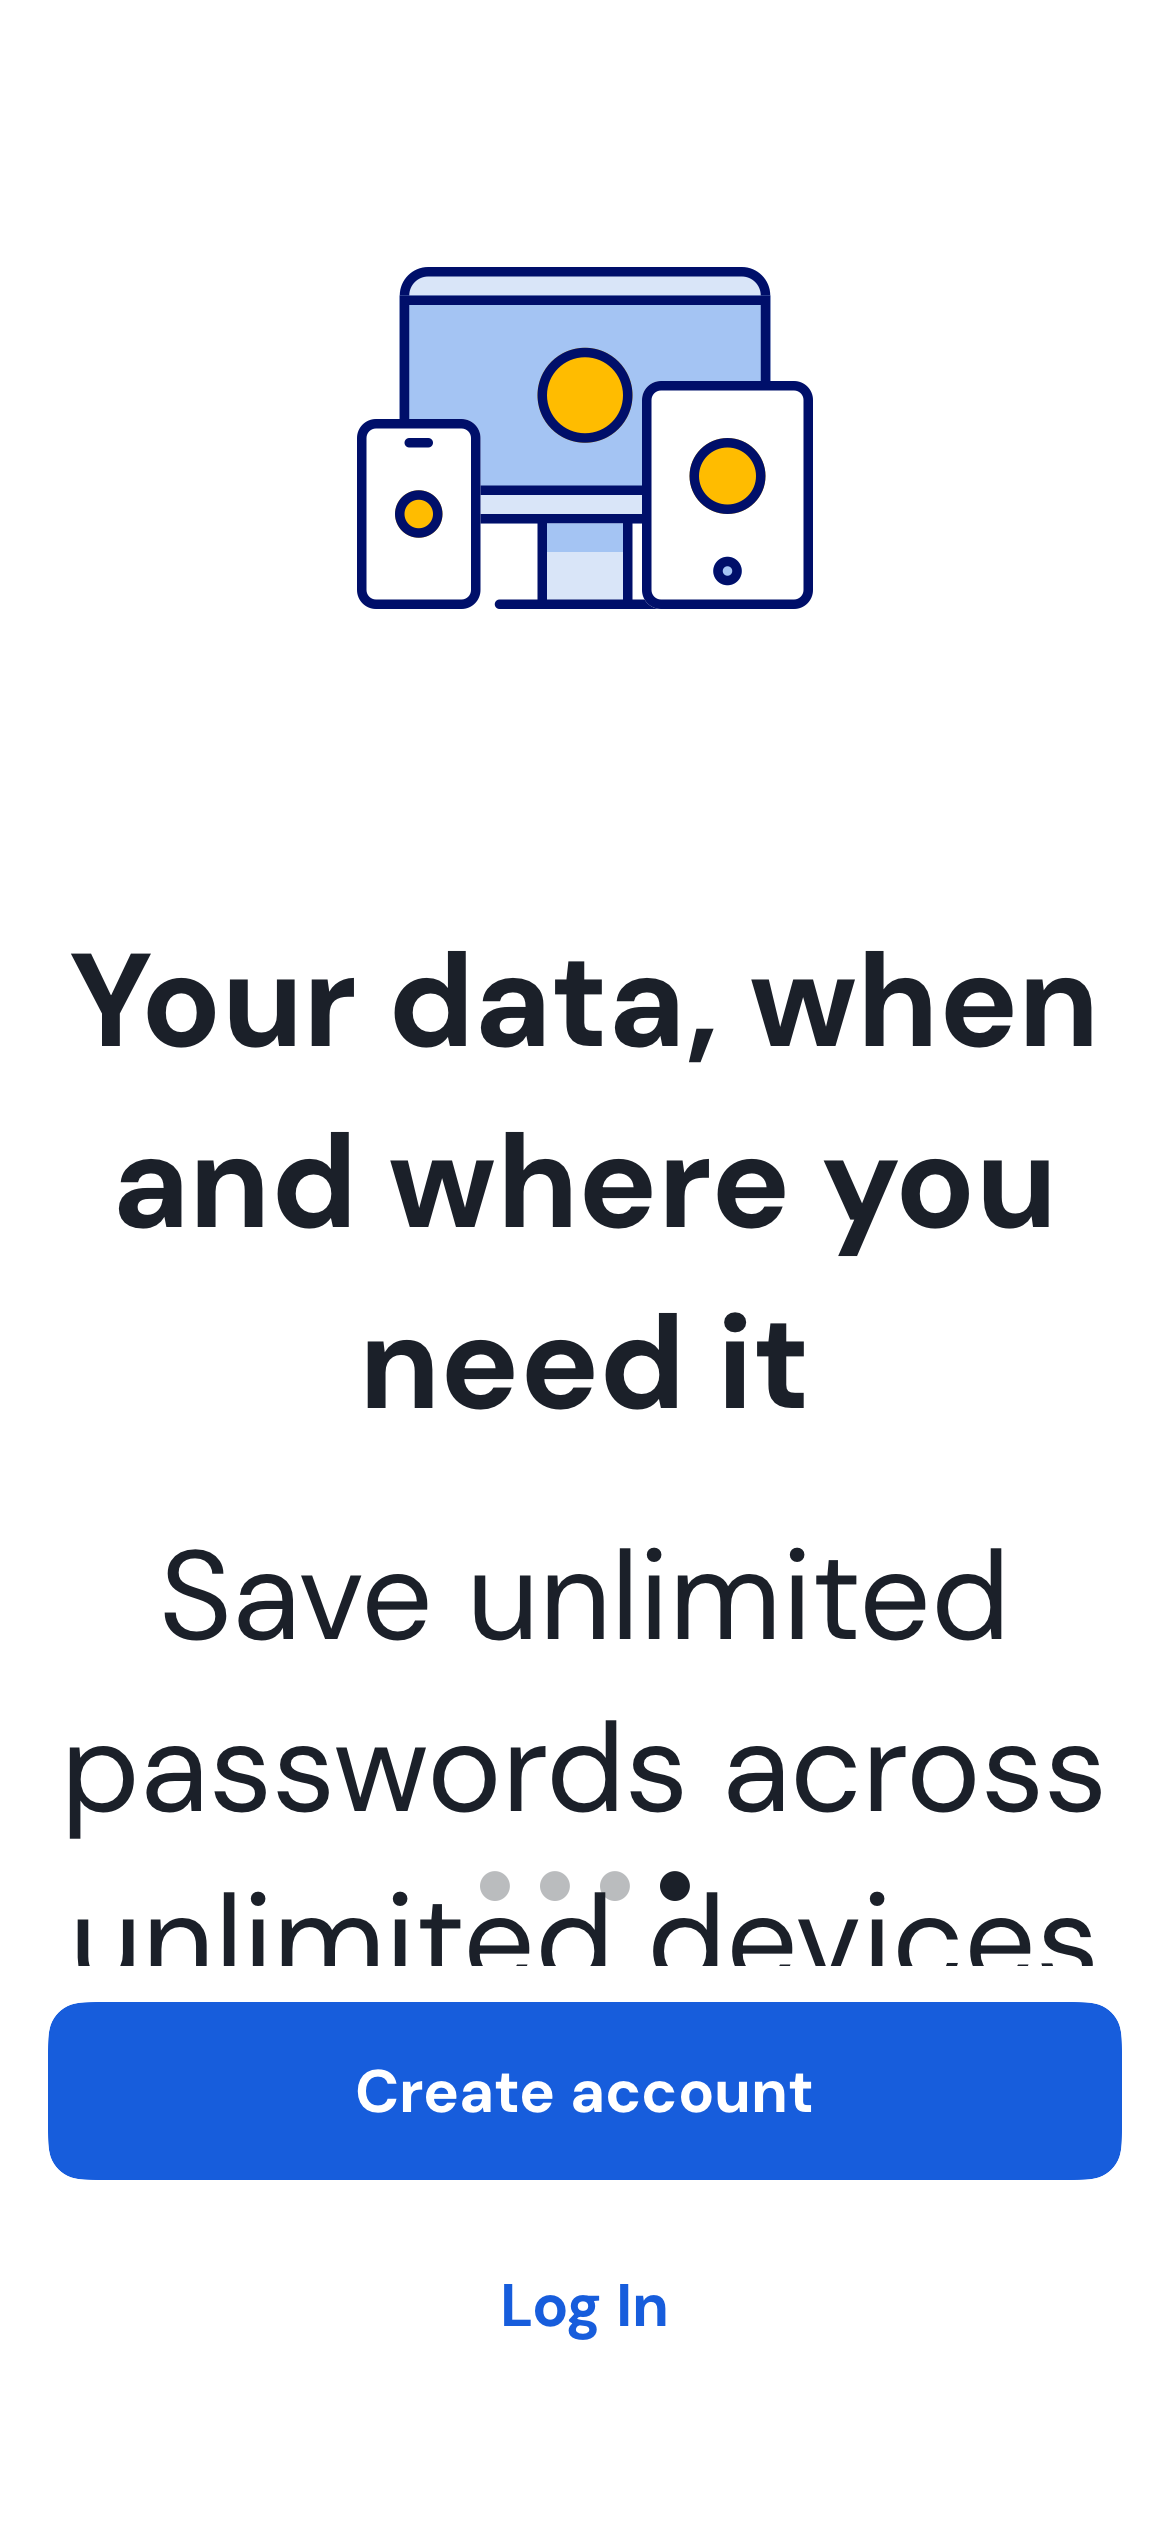 Your data, when
and where you
need it
Save unlimited
passwords across
unlimited devices
Create account
Log In